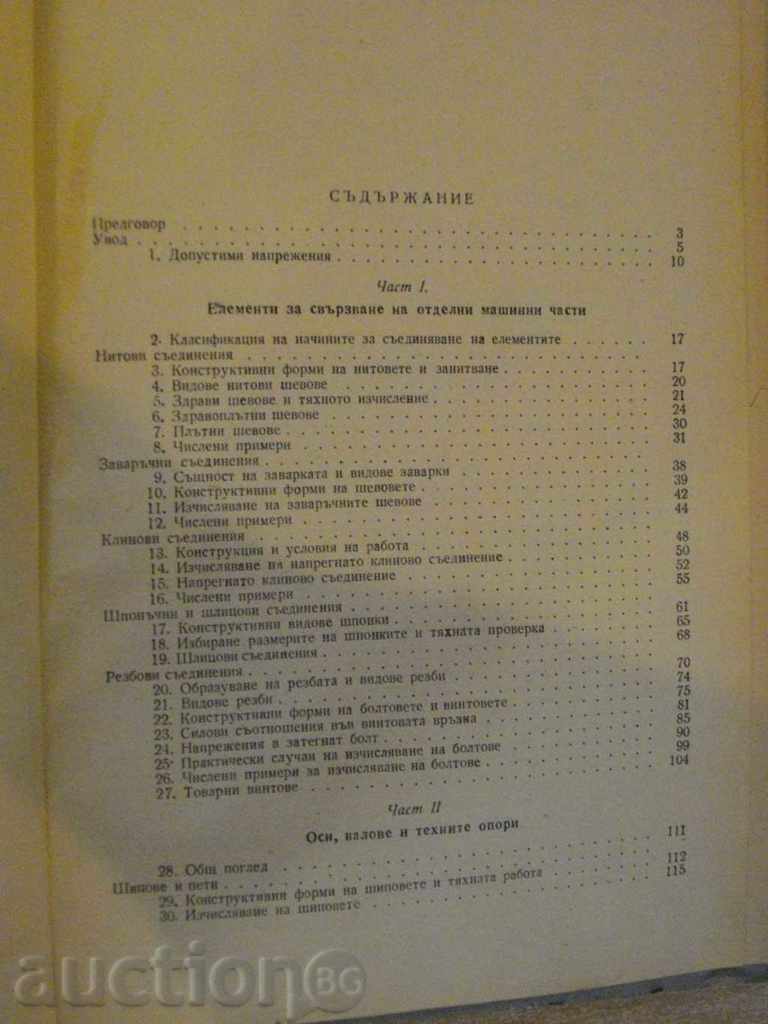 СЪДЪРЖАНИЕ
Предговор . . . 3
Увод . . . 5
1. Допустими напрежения . . . 10
Част I.
Елементи за свързване на отделни машинни части
2. Класификация на начините за съединяване на елементите . . . 17
Нитови съединения . . .
3. Конструктивни форми на нитовете и занитване . . . 17
4. Видове нитови шевове . . . 20
5. Здрави шевове и тяхното изчисление . . . 21
6. Здравоплътни шевове . . . 24
7. Плътни шевове . . . 30
8. Числени примери . . . 31
Заваръчни съединения . . .
9. Същност на заварката и видове заварки . . . 38
10. Конструктивни форми на шевовете . . . 39
11. Изчисляване на заваръчните шевове . . . 42
12. Числени примери . . . 44
Клинови съединения . . .
13. Конструкция и условия на работа . . . 48
14. Изчисляване на напрегнато клиново съединение . . . 50
15. Напрегнато клиново съединение . . . 52
16. Числени примери . . . 55
Шпонъчни и шлицови съединения . . .
17. Конструктивни видове шпонки . . . 61
18. Избиране размерите на шпонките и тяхната проверка . . . 65
19. Шлицови съединения . . . 68
Резбови съединения . . .
20. Образуване на резбата и видове резби . . . 70
21. Видове резби . . . 74
22. Конструктивни форми на болтовете и винтовете . . . 75
23. Силови съотношения във винтовата връзка . . . 81
24. Напрежения в затегнат болт . . . 85
25. Практически случаи на изчисляване на болтове . . . 90
26. Числени примери за изчисляване на болтове . . . 99
27. Товарни винтове . . . 104
Част II
Оси, валове и техните опори
28. Общ поглед . . . 111
Шипове и пети . . .
29. Конструктивни форми на шиповете и тяхната работа . . . 112
30. Изчисляване на шиповете . . . 115
auctionBG